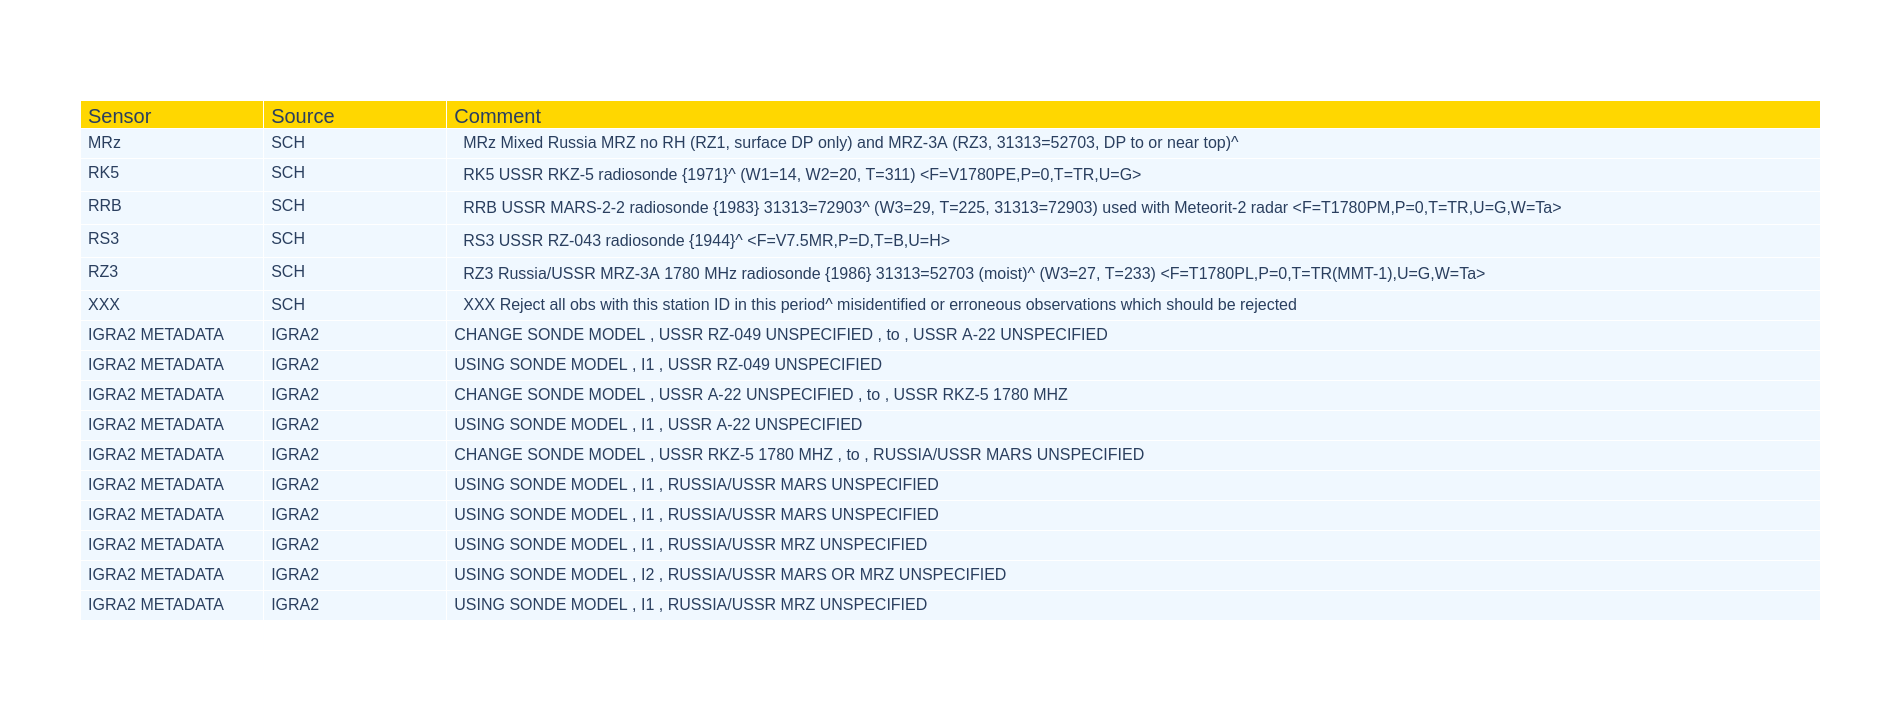 Sensor Source Comment
MRz SCH MRz Mixed Russia MRZ no RH (RZ1, surface DP only) and MRZ-3A (RZ3, 31313=52703, DP to or near top)^
RK5 SCH RK5 USSR RKZ-5 radiosonde {1971}^ (W1=14, W2=20, T=311) <F=V1780PE,P=0,T=TR,U=G>
RRB SCH RRB USSR MARS-2-2 radiosonde {1983} 31313=72903^ (W3=29, T=225, 31313=72903) used with Meteorit-2 radar <F=T1780PM,P=0,T=TR,U=G,W=Ta>
RS3 SCH RS3 USSR RZ-043 radiosonde {1944}^ <F=V7.5MR,P=D,T=B,U=H>
RZ3 SCH RZ3 Russia/USSR MRZ-3A 1780 MHz radiosonde {1986} 31313=52703 (moist)^ (W3=27, T=233) <F=T1780PL,P=0,T=TR(MMT-1),U=G,W=Ta>
XXX SCH XXX Reject all obs with this station ID in this period^ misidentified or erroneous observations which should be rejected
IGRA2 METADATA IGRA2 CHANGE SONDE MODEL , USSR RZ-049 UNSPECIFIED , to , USSR A-22 UNSPECIFIED
IGRA2 METADATA IGRA2 USING SONDE MODEL , I1 , USSR RZ-049 UNSPECIFIED
IGRA2 METADATA IGRA2 CHANGE SONDE MODEL , USSR A-22 UNSPECIFIED , to , USSR RKZ-5 1780 MHZ
IGRA2 METADATA IGRA2 USING SONDE MODEL , I1 , USSR A-22 UNSPECIFIED
IGRA2 METADATA IGRA2 CHANGE SONDE MODEL , USSR RKZ-5 1780 MHZ , to , RUSSIA/USSR MARS UNSPECIFIED
IGRA2 METADATA IGRA2 USING SONDE MODEL , I1 , RUSSIA/USSR MARS UNSPECIFIED
IGRA2 METADATA IGRA2 USING SONDE MODEL , I1 , RUSSIA/USSR MARS UNSPECIFIED
IGRA2 METADATA IGRA2 USING SONDE MODEL , I1 , RUSSIA/USSR MRZ UNSPECIFIED
IGRA2 METADATA IGRA2 USING SONDE MODEL , I2 , RUSSIA/USSR MARS OR MRZ UNSPECIFIED
IGRA2 METADATA IGRA2 USING SONDE MODEL , I1 , RUSSIA/USSR MRZ UNSPECIFIED